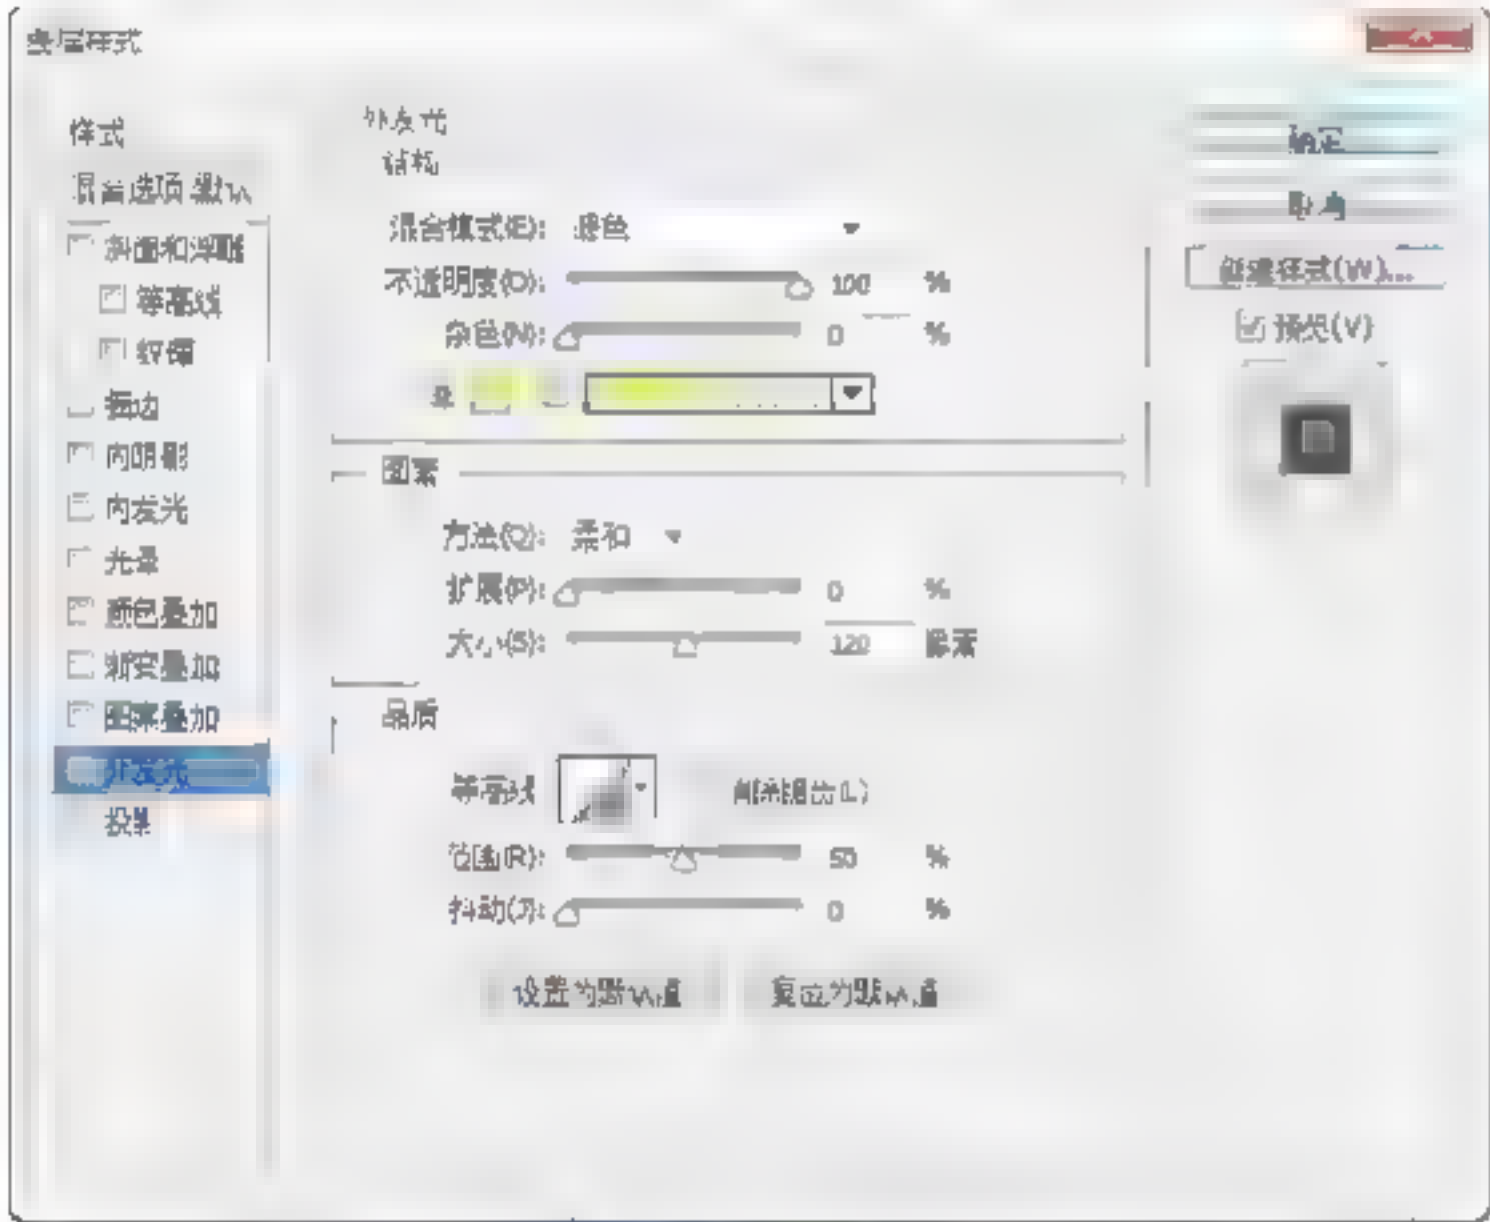 图层样式
样式
混合选项:默认
斜面和浮雕
等高线
纹理
描边
内阴影
内发光
光泽
颜色叠加
渐变叠加
图案叠加
外发光
投影
外发光
结构
混合模式(E): 滤色
不透明度(O): 100 %
杂色(N): 0 %
图素
方法(Q): 柔和
扩展(P): 0 %
大小(S): 120 像素
品质
等高线 消除锯齿(L)
范围(R): 50 %
抖动(J): 0 %
设置为默认值 复位为默认值
确定
取消
新建样式(W)...
预览(V)